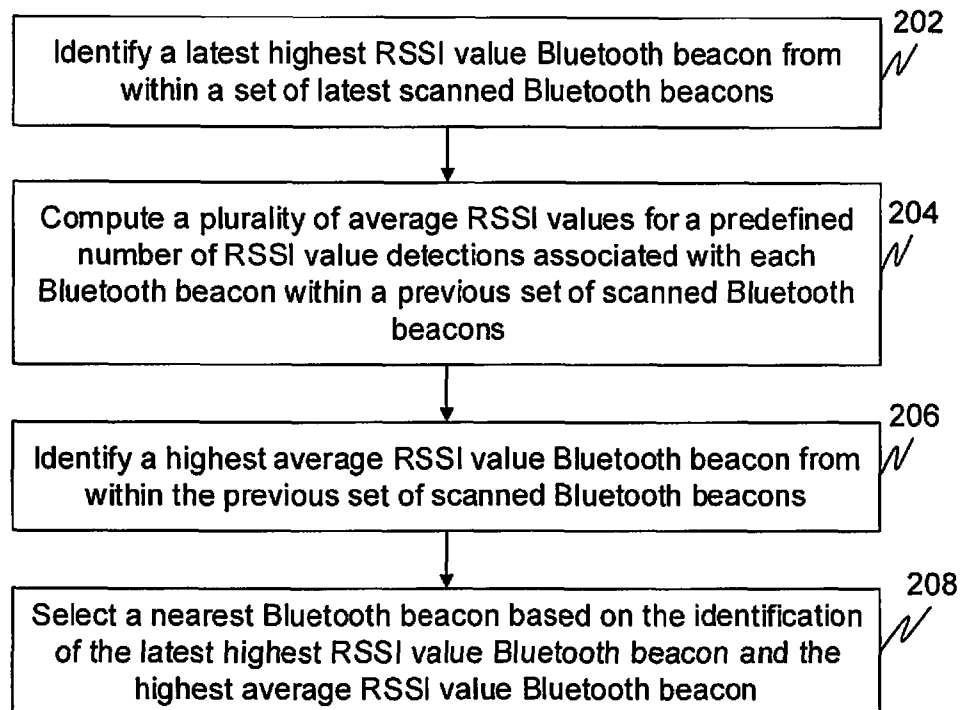 202
Identify a latest highest RSSI value Bluetooth beacon from
within a set of latest scanned Bluetooth beacons
204
Compute a plurality of average RSSI values for a predefined
number of RSSI value detections associated with each
Bluetooth beacon within a previous set of scanned Bluetooth
beacons
206
Identify a highest average RSSI value Bluetooth beacon from
within the previous set of scanned Bluetooth beacons
208
Select a nearest Bluetooth beacon based on the identification
of the latest highest RSSI value Bluetooth beacon and the
highest average RSSI value Bluetooth beacon